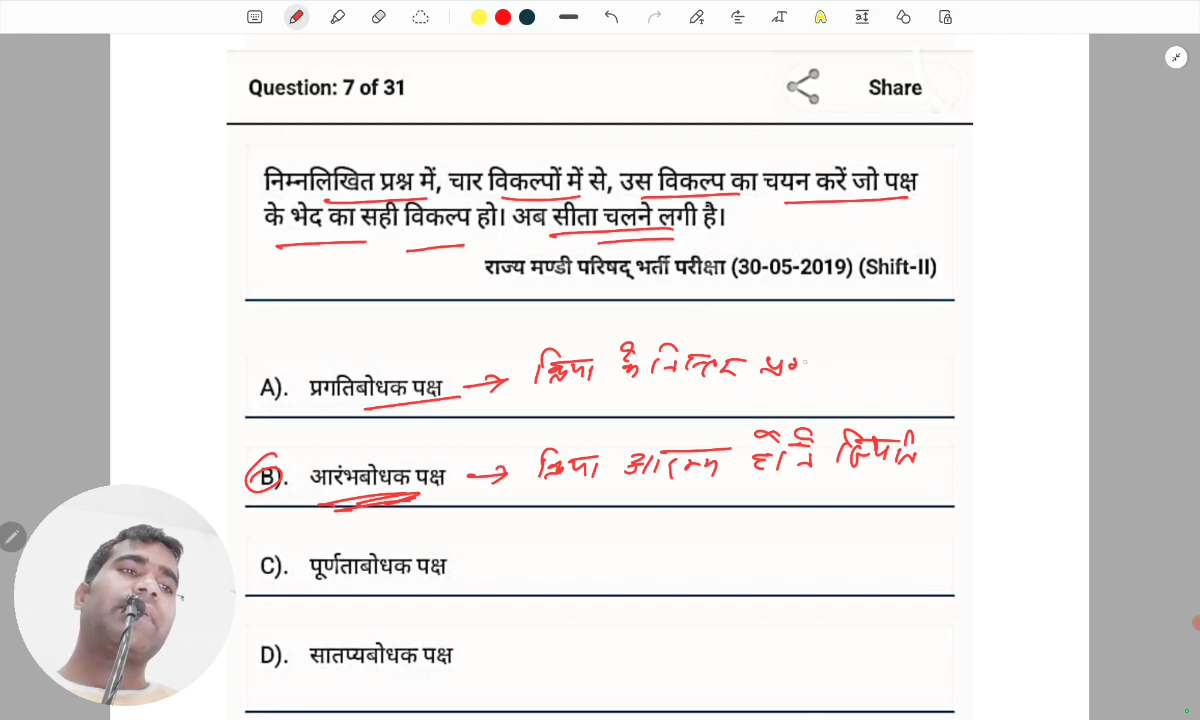 Question: 7 of 31
Share
निम्नलिखित प्रश्न में, चार विकल्पों में से, उस विकल्प का चयन करें जो पक्ष
के भेद का सही विकल्प हो। अब सीता चलने लगी है।
राज्य मण्डी परिषद् भर्ती परीक्षा (30-05-2019) (Shift-II)
A). प्रगतिबोधक पक्ष → क्रिया के निरन्तर
B). आरंभबोधक पक्ष → क्रिया आरम्भ होने स्थिति
C). पूर्णताबोधक पक्ष
D). सातप्यबोधक पक्ष